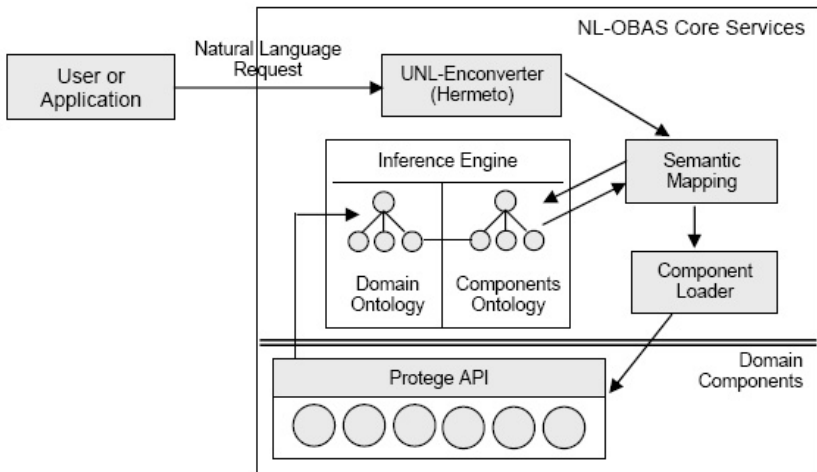 NL-OBAS Core Services
Natural Language
Request
User or
Application
UNL-Enconverter
(Hermeto)
Inference Engine
Semantic
Mapping
Domain
Ontology
Components
Ontology
Component
Loader
Domain
Components
Protege API